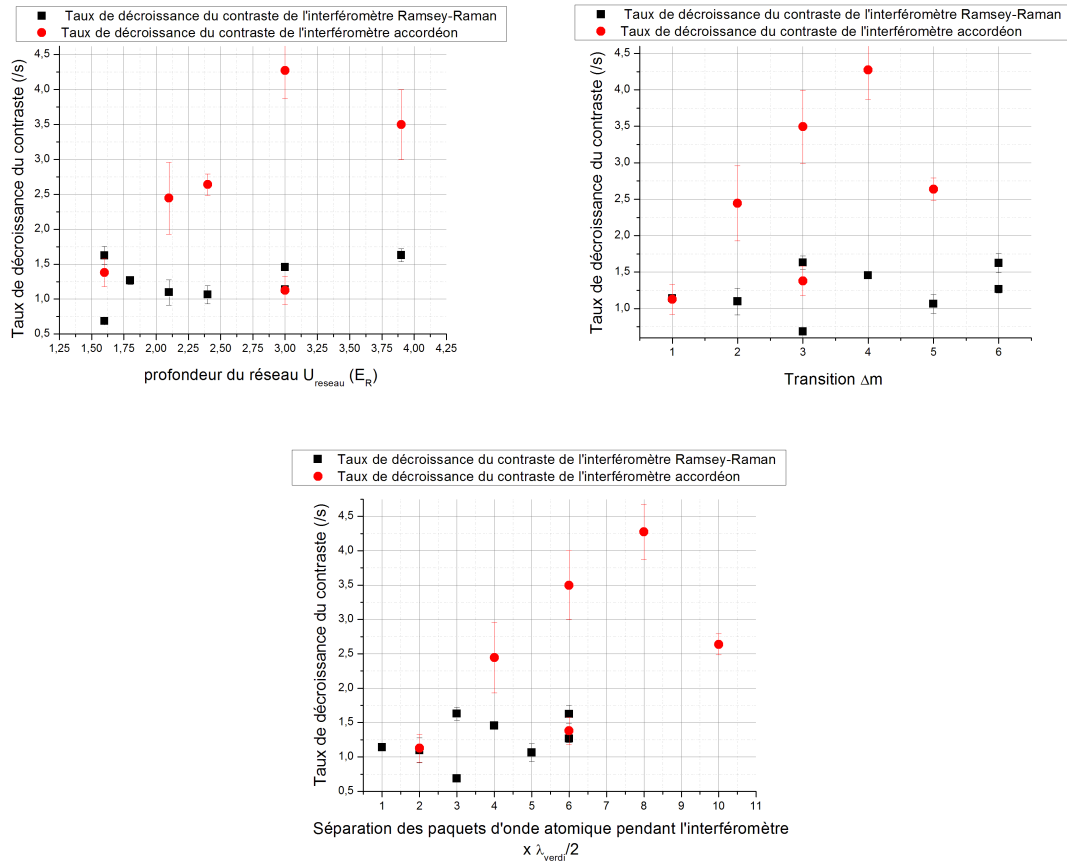 Taux de décroissance du contraste de l'interféromètre Ramsey-Raman
Taux de décroissance du contraste de l'interféromètre accordéon
Taux de décroissance du contraste (/s)
4,5
4,0
3,5
3,0
2,5
2,0
1,5
1,0
0,5
1,25 1,50 1,75 2,00 2,25 2,50 2,75 3,00 3,25 3,50 3,75 4,00 4,25
profondeur du réseau U_reseau (E_R)
Taux de décroissance du contraste de l'interféromètre Ramsey-Raman
Taux de décroissance du contraste de l'interféromètre accordéon
Taux de décroissance du contraste (/s)
4,5
4,0
3,5
3,0
2,5
2,0
1,5
1,0
1 2 3 4 5 6
Transition Δm
Taux de décroissance du contraste de l'interféromètre Ramsey-Raman
Taux de décroissance du contraste de l'interféromètre accordéon
Taux de décroissance du contraste (/s)
4,5
4,0
3,5
3,0
2,5
2,0
1,5
1,0
0,5
1 2 3 4 5 6 7 8 9 10 11
Séparation des paquets d'onde atomique pendant l'interféromètre
x λ_verdi/2